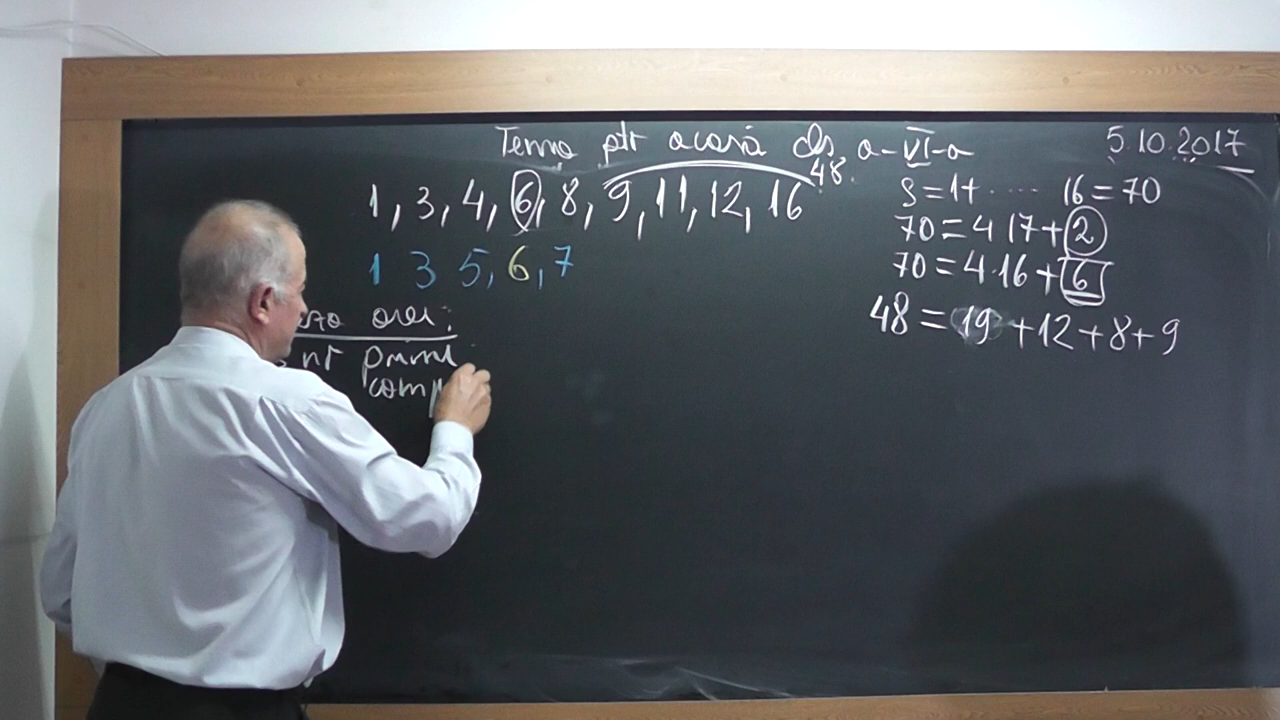 Tema ptr acasă cls a-VI-a
5.10.2017
48.
1, 3, 4, 6, 8, 9, 11, 12, 16
1 3 5, 6, 7
ora:
nr prime
comp
S=1+ ..... 16=70
70=4 17+2
70=4·16+6
48=19+12+8+9